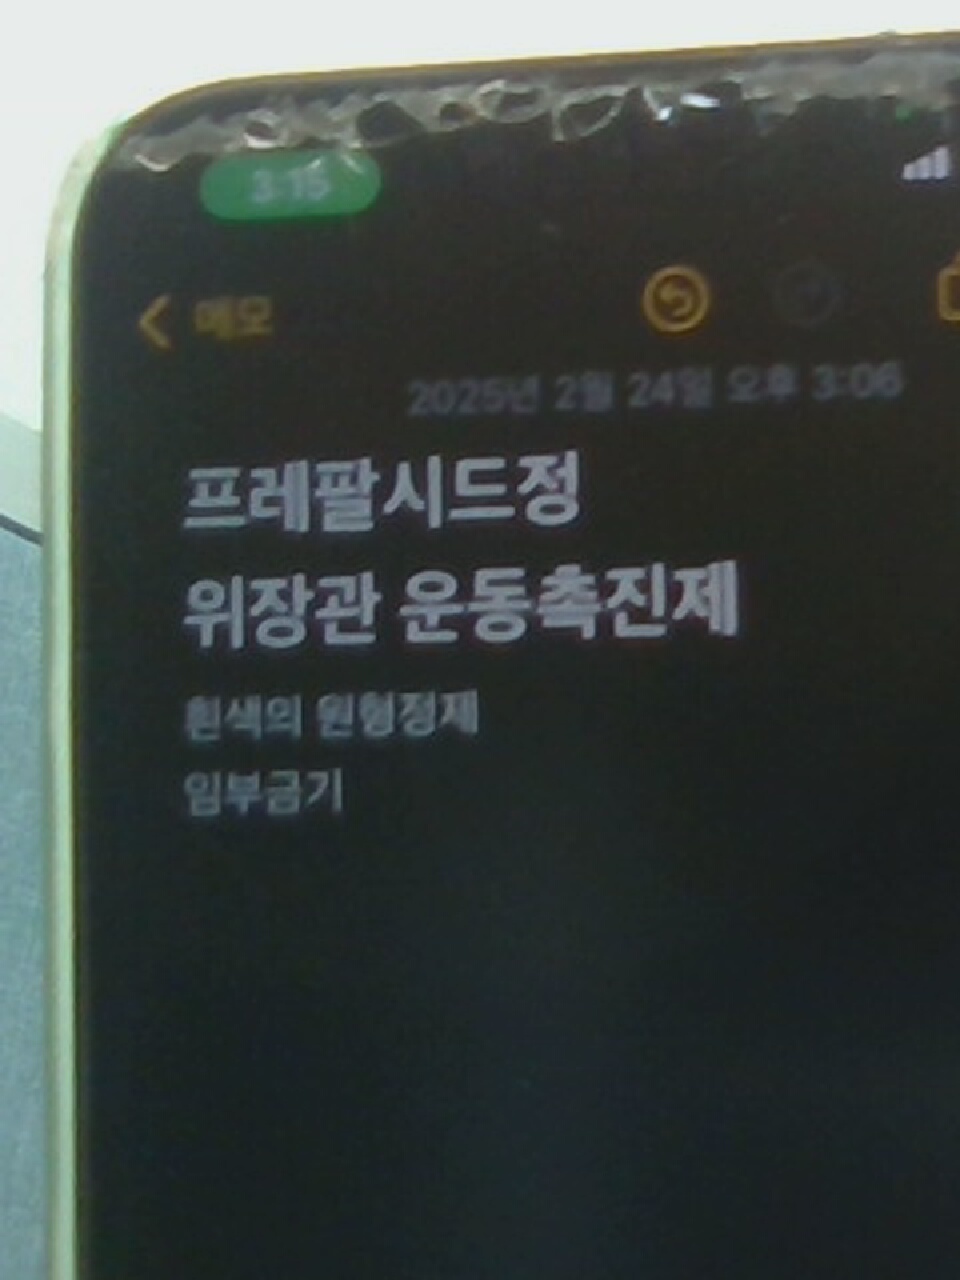 3:15
메모
2025년 2월 24일 오후 3:06
프레팔시드정
위장관 운동촉진제
흰색의 원형정제
임부금기